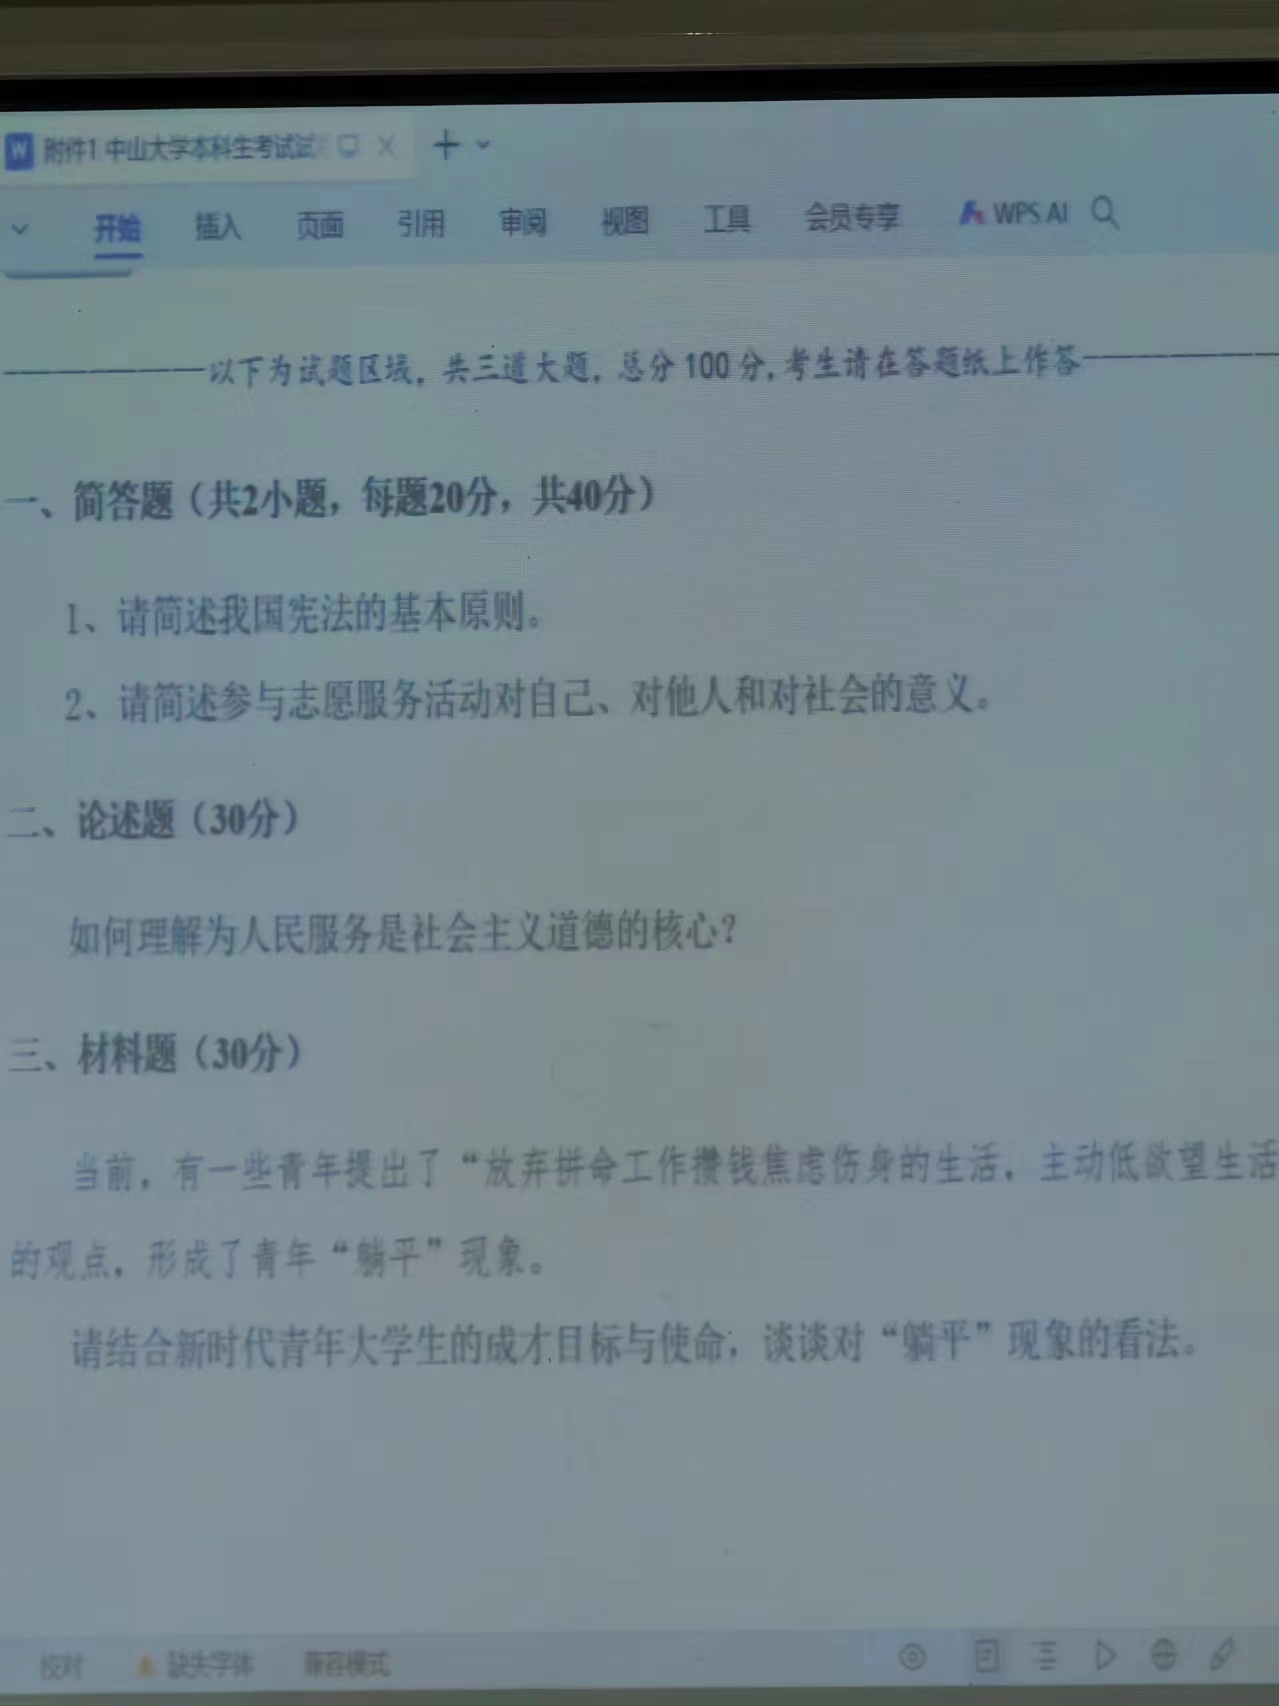 附件1 中山大学本科生考试试
开始 插入 页面 引用 审阅 视图 工具 会员专享 WPS AI
以下为试题区域，共三道大题，总分 100 分,考生请在答题纸上作答
一、简答题（共2小题，每题20分，共40分）
1、请简述我国宪法的基本原则。
2、请简述参与志愿服务活动对自己、对他人和对社会的意义。
二、论述题（30分）
如何理解为人民服务是社会主义道德的核心？
三、材料题（30分）
当前，有一些青年提出了“放弃拼命工作攒钱焦虑伤身的生活，主动低欲望生活
的观点，形成了青年“躺平”现象。
请结合新时代青年大学生的成才目标与使命，谈谈对“躺平”现象的看法。
校对 缺失字体 兼容模式